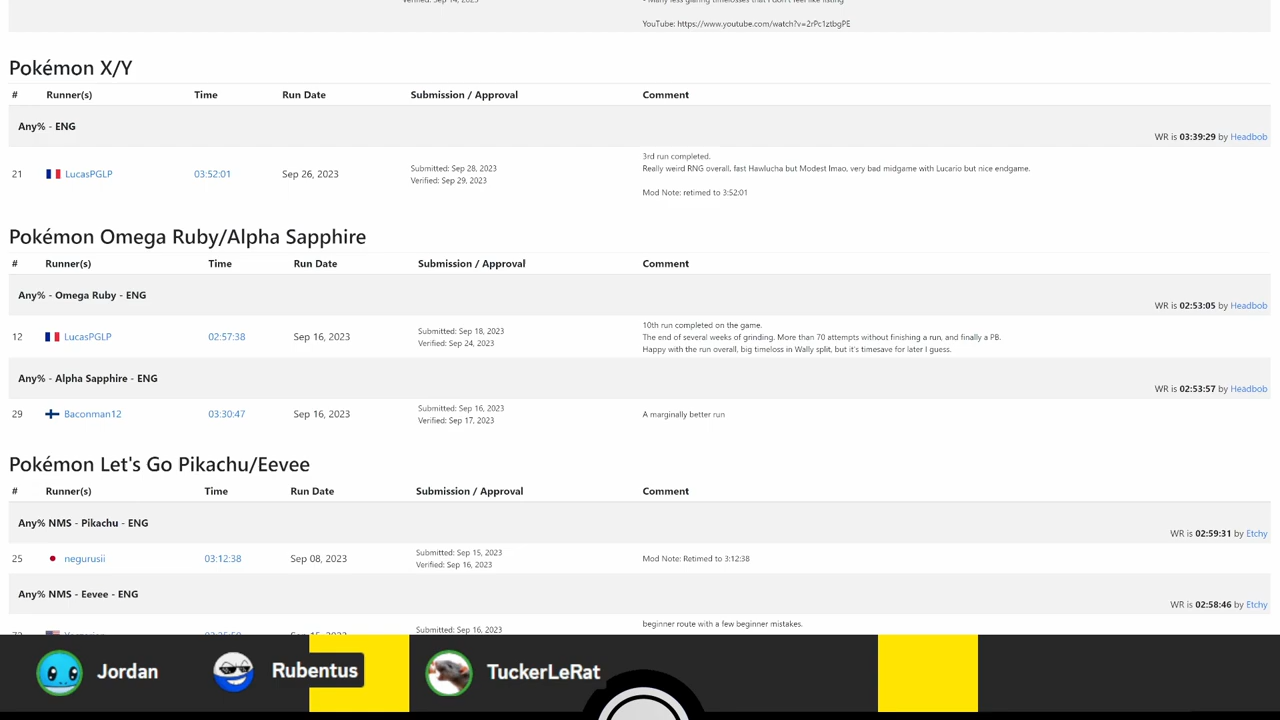 YouTube: https://www.youtube.com/watch?v=2rPc1ztbgPE
Pokémon X/Y
# Runner(s) Time Run Date Submission / Approval Comment
Any% - ENG
WR is 03:39:29 by Headbob
21 LucasPGLP 03:52:01 Sep 26, 2023
Submitted: Sep 28, 2023
Verified: Sep 29, 2023
3rd run completed.
Really weird RNG overall, fast Hawlucha but Modest lmao, very bad midgame with Lucario but nice endgame.
Mod Note: retimed to 3:52:01
Pokémon Omega Ruby/Alpha Sapphire
# Runner(s) Time Run Date Submission / Approval Comment
Any% - Omega Ruby - ENG
WR is 02:53:05 by Headbob
12 LucasPGLP 02:57:38 Sep 16, 2023
Submitted: Sep 18, 2023
Verified: Sep 24, 2023
10th run completed on the game.
The end of several weeks of grinding. More than 70 attempts without finishing a run, and finally a PB.
Happy with the run overall, big timeloss in Wally split, but it's timesave for later I guess.
Any% - Alpha Sapphire - ENG
WR is 02:53:57 by Headbob
29 Baconman12 03:30:47 Sep 16, 2023
Submitted: Sep 16, 2023
Verified: Sep 17, 2023
A marginally better run
Pokémon Let's Go Pikachu/Eevee
# Runner(s) Time Run Date Submission / Approval Comment
Any% NMS - Pikachu - ENG
WR is 02:59:31 by Etchy
25 negurusii 03:12:38 Sep 08, 2023
Submitted: Sep 15, 2023
Verified: Sep 16, 2023
Mod Note: Retimed to 3:12:38
Any% NMS - Eevee - ENG
WR is 02:58:46 by Etchy
Submitted: Sep 16, 2023
beginner route with a few beginner mistakes.
Jordan
Rubentus
TuckerLeRat